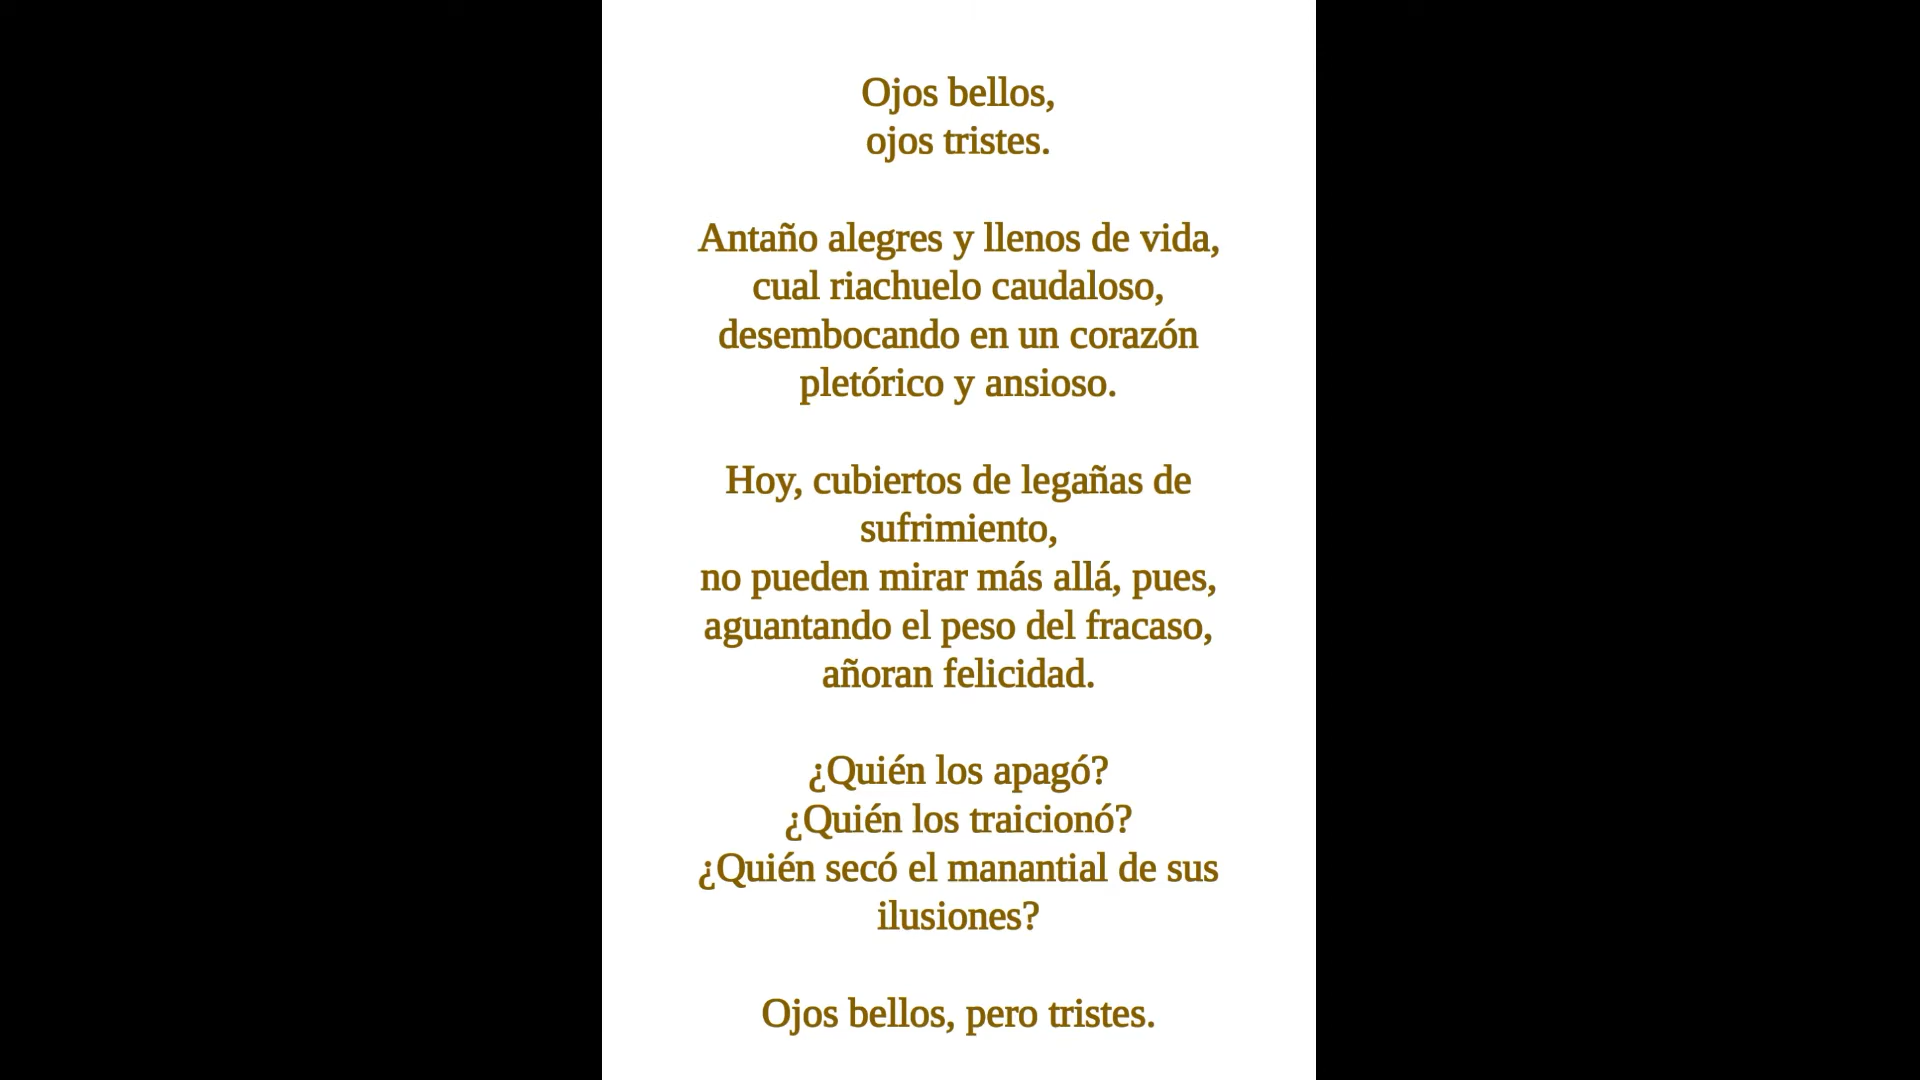 Ojos bellos,
ojos tristes.
Antaño alegres y llenos de vida,
cual riachuelo caudaloso,
desembocando en un corazón
pletórico y ansioso.
Hoy, cubiertos de legañas de
sufrimiento,
no pueden mirar más allá, pues,
aguantando el peso del fracaso,
añoran felicidad.
¿Quién los apagó?
¿Quién los traicionó?
¿Quién secó el manantial de sus
ilusiones?
Ojos bellos, pero tristes.